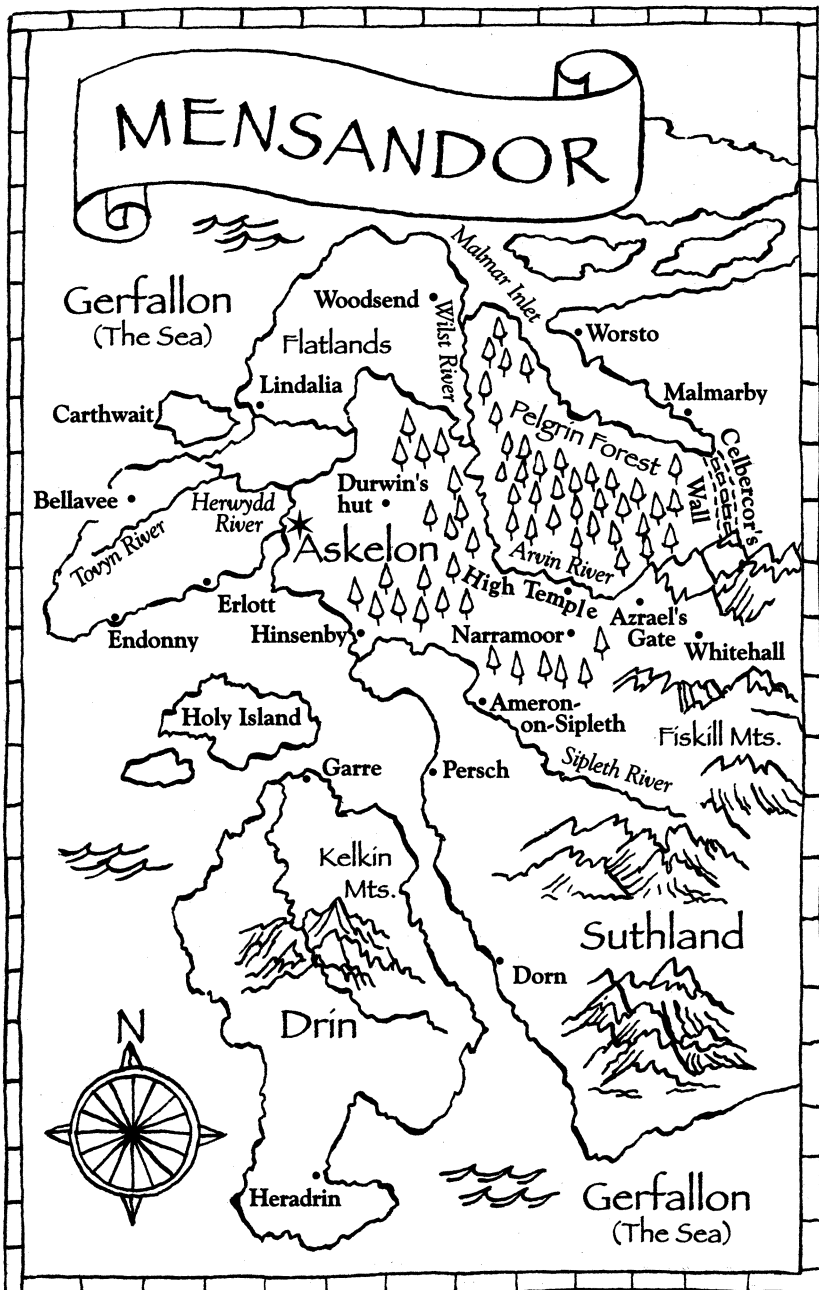 MENSANDOR
Malmar Inlet
Gerfallon
(The Sea)
Woodsend
Wilst River
Worsto
Flatlands
Lindalia
Carthwait
Malmarby
Pelgrin Forest
Celbercor's
Wall
Durwin's
hut
Bellavee
Herwydd
River
Tovyn River
Askelon
Arvin River
High Temple
Erlott
Endonny
Hinsenby
Narramoor
Azrael's
Gate
Whitehall
Ameron-
on-Sipleth
Holy Island
Fiskill Mts.
Sipleth River
Garre
Persch
Kelkin
Mts.
Suthland
Dorn
Drin
N
Heradrin
Gerfallon
(The Sea)